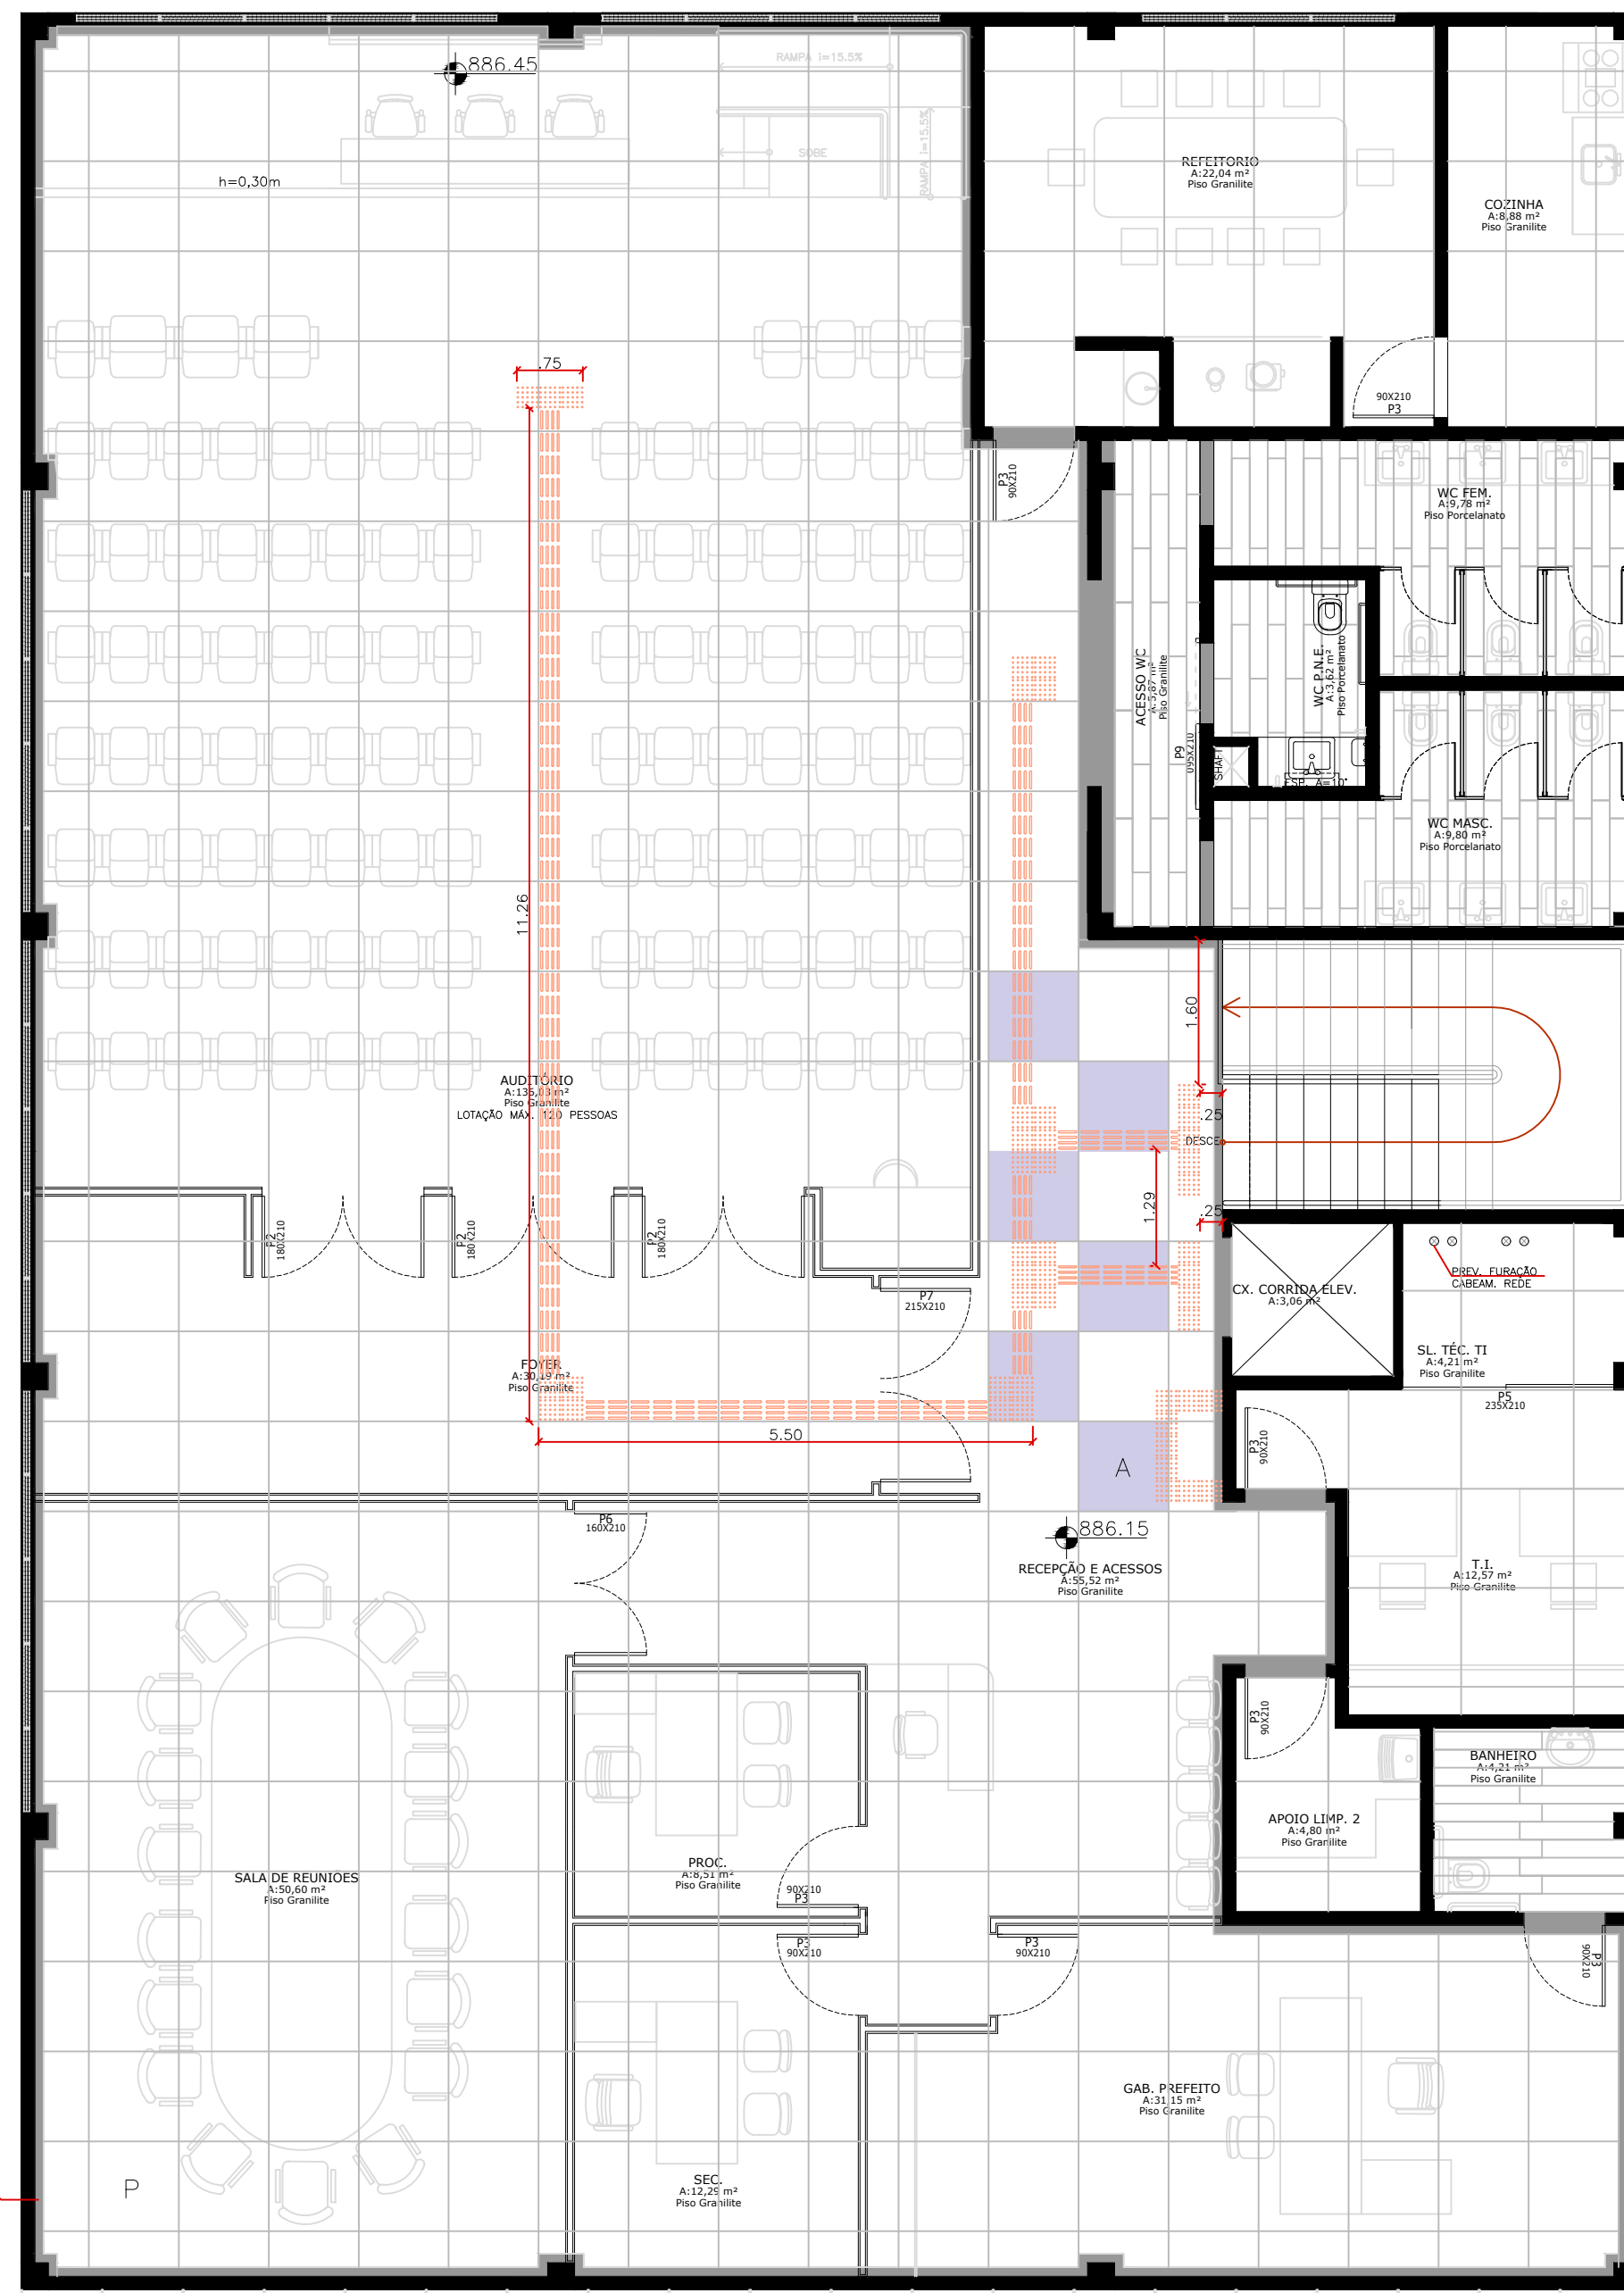 886.45
RAMPA i=15.5%
RAMPA i=15.5%
SOBE
h=0,30m
REFEITORIO
A:22,04 m²
Piso Granilite
COZINHA
A:8,88 m²
Piso Granilite
90X210
P3
.75
P3
90X210
WC FEM.
A:9,78 m²
Piso Porcelanato
ACESSO WC
Piso Granilite
WC P.N.E.
A:3,62 m²
Piso Porcelanato
P9
095X210
SHAFT
ESP. A=10°
WC MASC.
A:9,80 m²
Piso Porcelanato
11.26
1.60
.25
DESCE
1.29
.25
AUDITÓRIO
Piso Granilite
LOTAÇÃO MÁX. 120 PESSOAS
P2
180X210
P2
180X210
P2
180X210
P7
215X210
CX. CORRIDA ELEV.
A:3,06 m²
PREV. FURAÇÃO
CABEAM. REDE
SL. TÉC. TI
A:4,21 m²
Piso Granilite
P5
235X210
FOYER
A:30,19 m²
Piso Granilite
5.50
A
P3
90X210
P6
160X210
886.15
RECEPÇÃO E ACESSOS
A:55,52 m²
Piso Granilite
T.I.
A:12,57 m²
Piso Granilite
P3
90X210
BANHEIRO
A:4,21 m²
Piso Granilite
APOIO LIMP. 2
A:4,80 m²
Piso Granilite
SALA DE REUNIÕES
A:50,60 m²
Piso Granilite
PROC.
A:8,51 m²
Piso Granilite
90X210
P3
P3
90X210
P3
90X210
P3
90X210
GAB. PREFEITO
A:31,15 m²
Piso Granilite
SEC.
A:12,29 m²
Piso Granilite
P